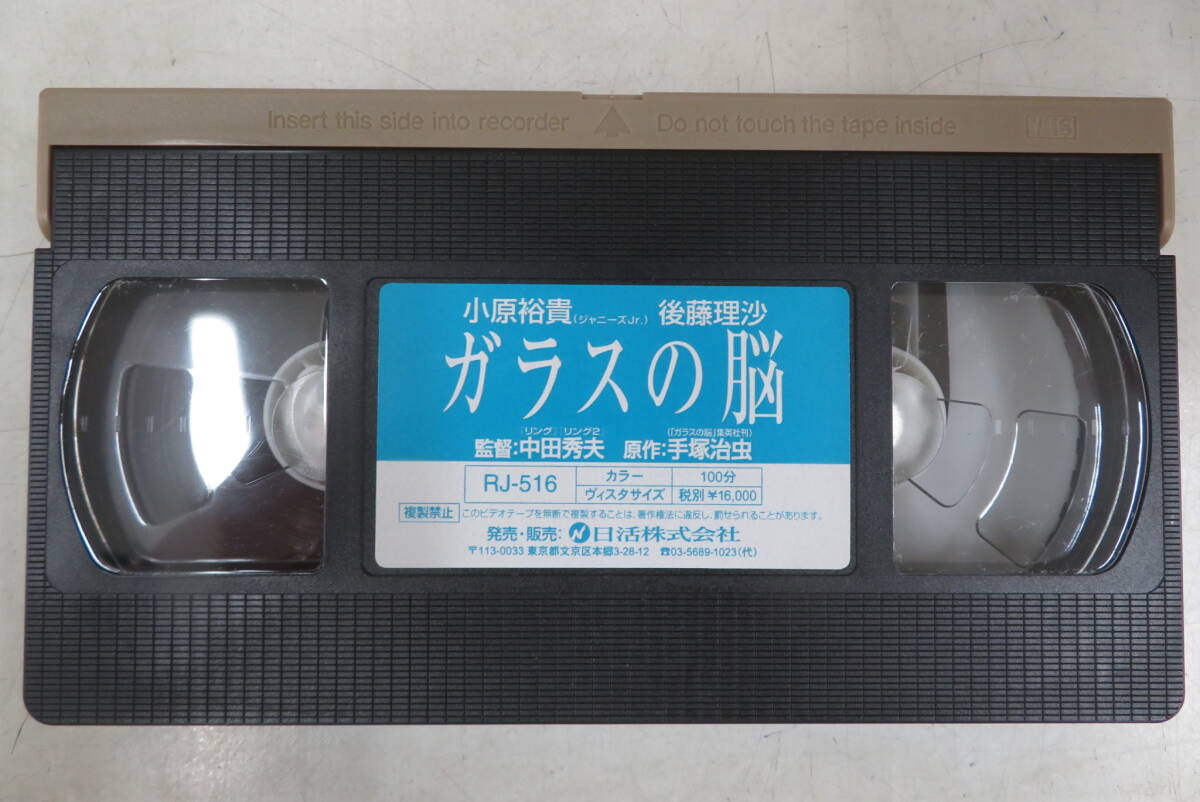 Insert this side into recorder Do not touch the tape inside VHS
小原裕貴(ジャニーズJr.) 後藤理沙
ガラスの脳
「リング」「リング2」 (「ガラスの脳」集英社刊)
監督:中田秀夫 原作:手塚治虫
RJ-516 カラー 100分
ヴィスタサイズ 税別¥16,000
複製禁止 このビデオテープを無断で複製することは、著作権法に違反し、罰せられることがあります。
発売・販売: 日活株式会社
〒113-0033 東京都文京区本郷3-28-12 ☎03-5689-1023(代)